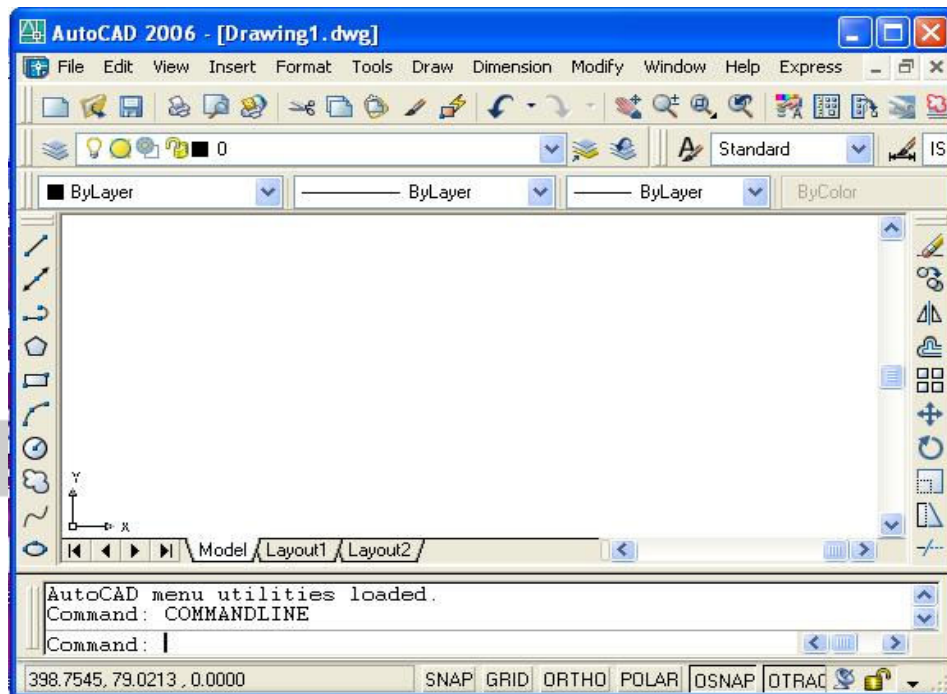 AutoCAD 2006 - [Drawing1.dwg]
File Edit View Insert Format Tools Draw Dimension Modify Window Help Express
0 Standard IS
ByLayer ByLayer ByLayer ByColor
Y
X
Model Layout1 Layout2
AutoCAD menu utilities loaded.
Command: COMMANDLINE
Command:
398.7545, 79.0213 , 0.0000 SNAP GRID ORTHO POLAR OSNAP OTRAC